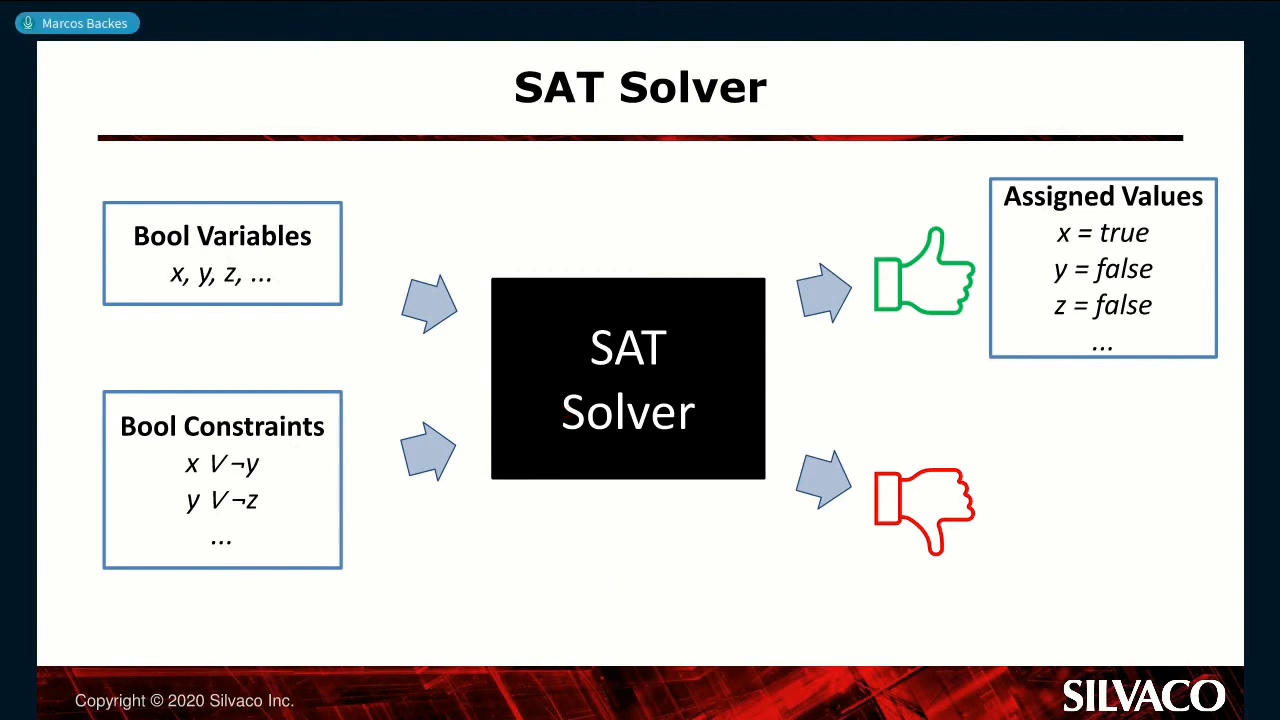 Marcos Backes
SAT Solver
Bool Variables
x, y, z, ...
Bool Constraints
x ∨ ¬y
y ∨ ¬z
...
SAT
Solver
Assigned Values
x = true
y = false
z = false
...
Copyright © 2020 Silvaco Inc.
SILVACO